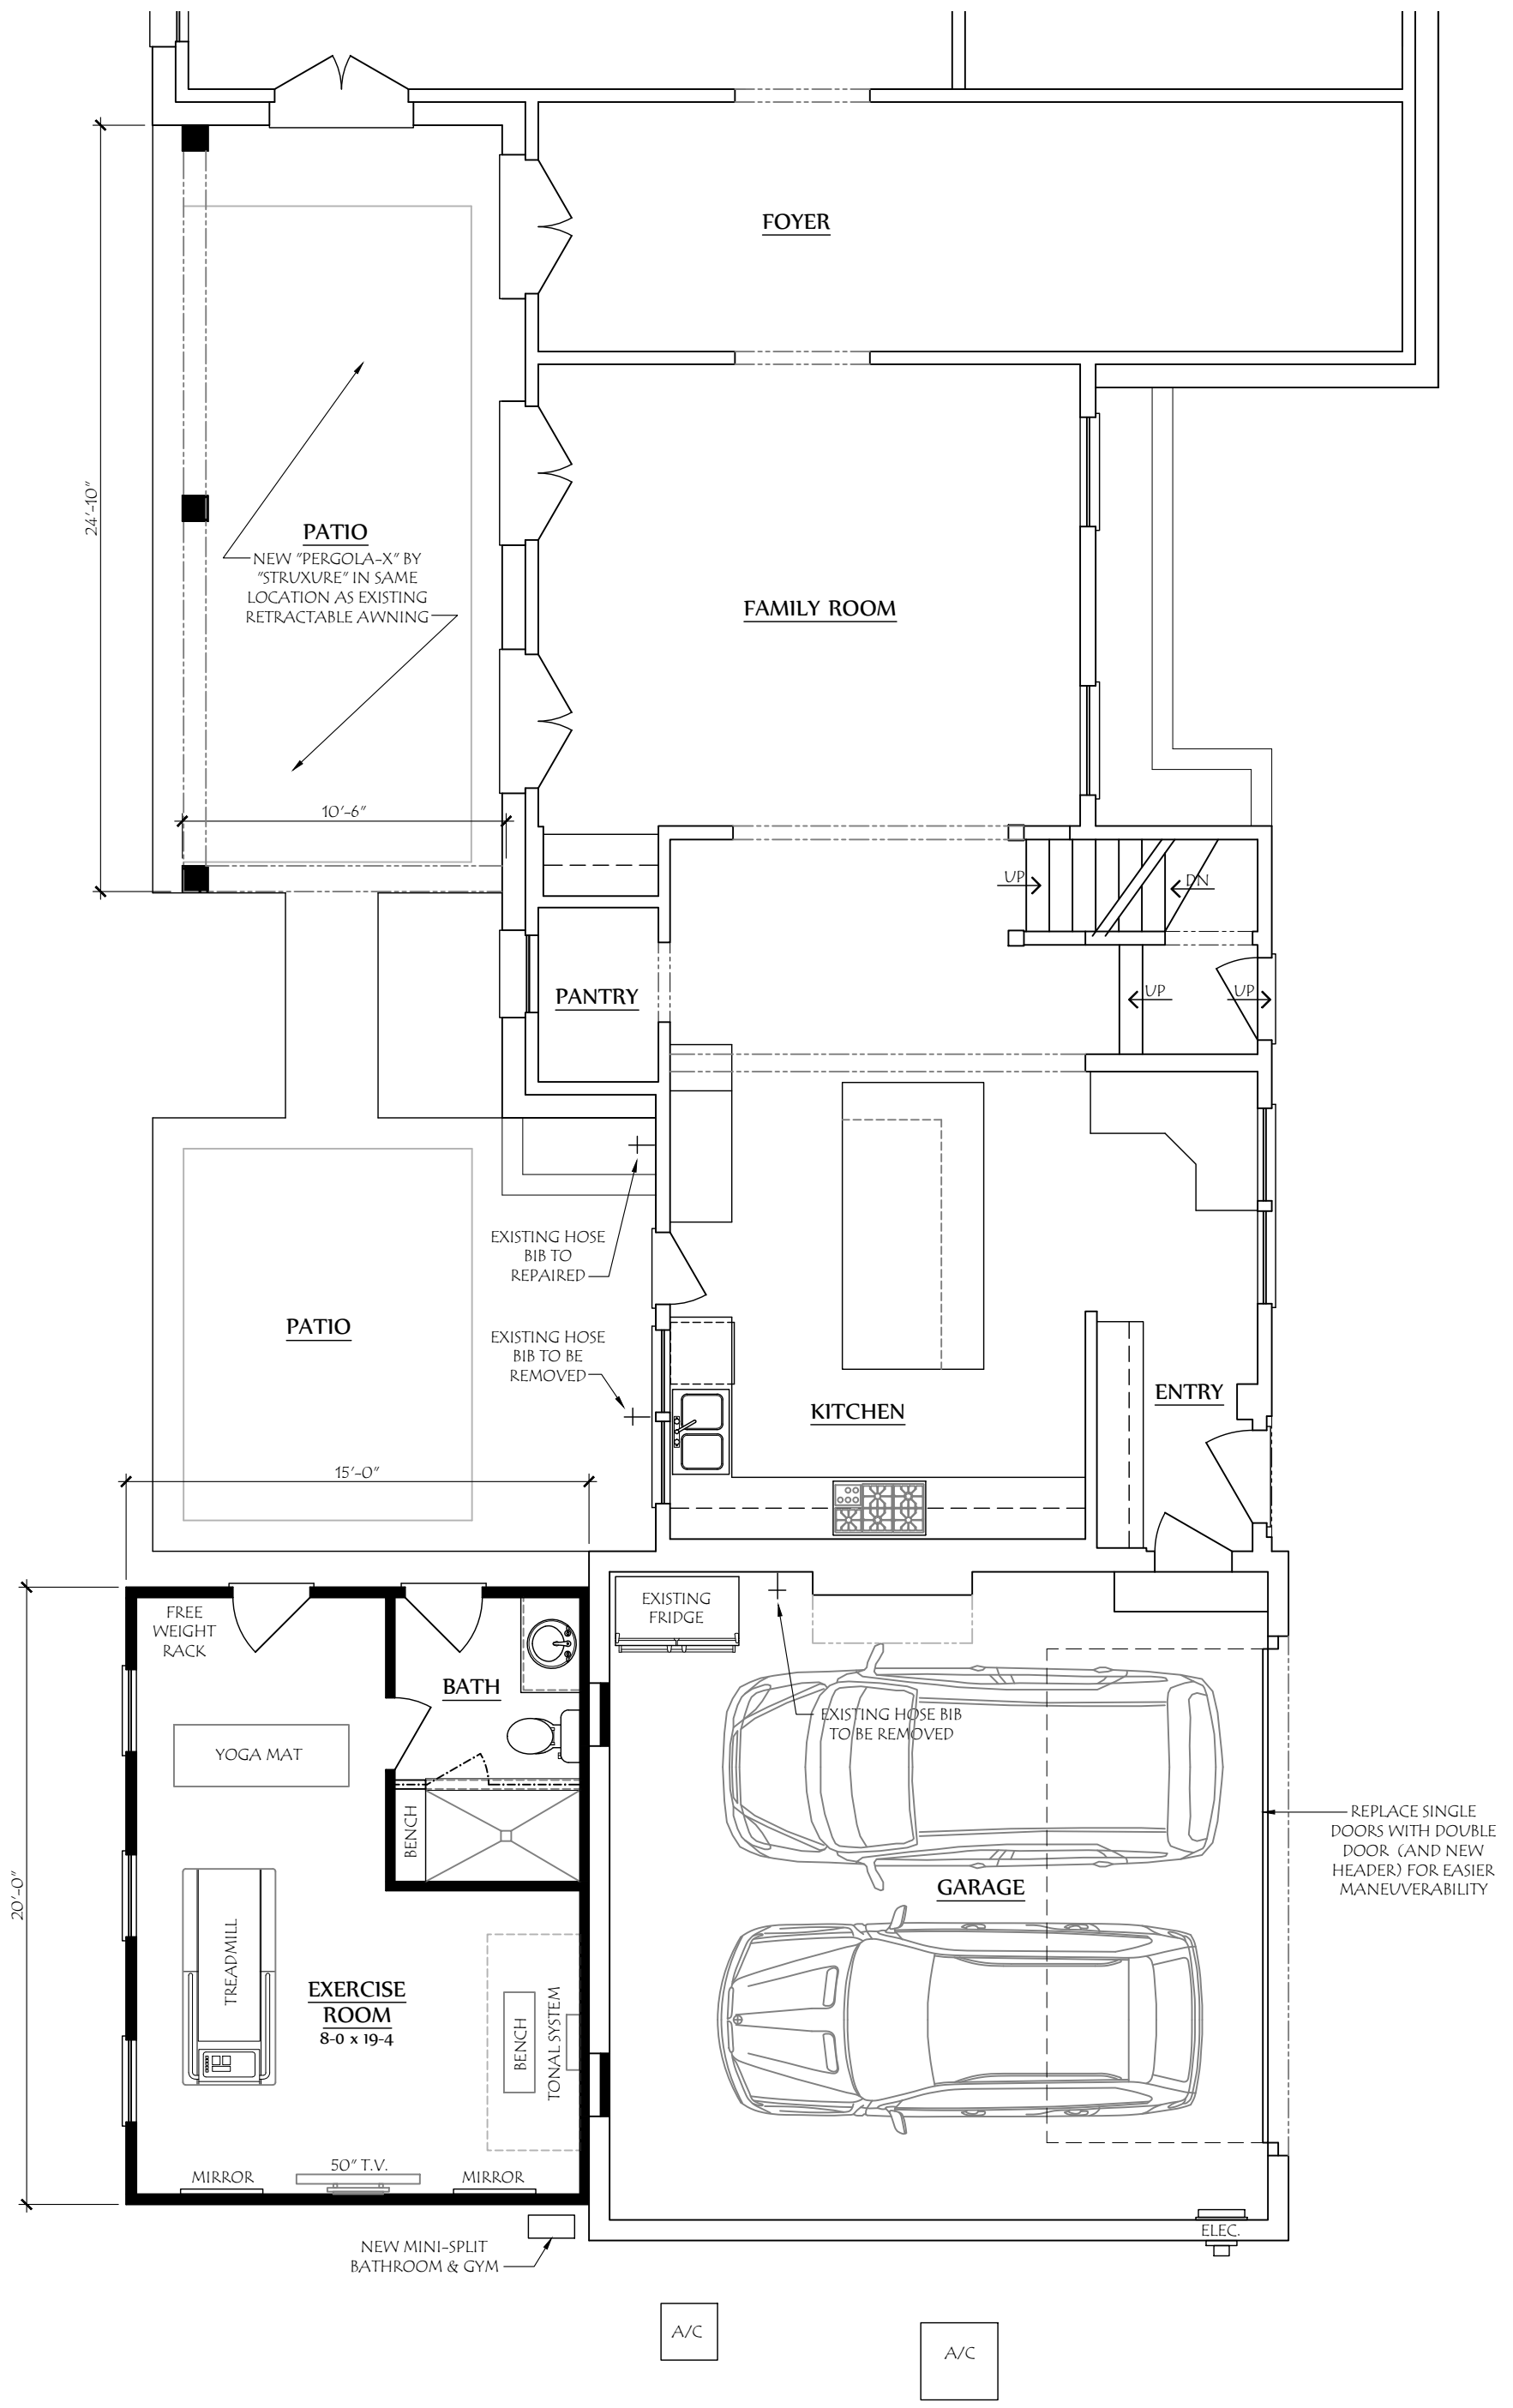 FOYER
24'-10"
PATIO
NEW "PERGOLA-X" BY
"STRUXURE" IN SAME
LOCATION AS EXISTING
RETRACTABLE AWNING
FAMILY ROOM
10'-6"
UP
DN
PANTRY
UP
UP
EXISTING HOSE
BIB TO
REPAIRED
PATIO
EXISTING HOSE
BIB TO BE
REMOVED
ENTRY
KITCHEN
15'-0"
FREE
WEIGHT
RACK
EXISTING
FRIDGE
BATH
EXISTING HOSE BIB
TO BE REMOVED
YOGA MAT
BENCH
REPLACE SINGLE
DOORS WITH DOUBLE
DOOR (AND NEW
HEADER) FOR EASIER
MANEUVERABILITY
GARAGE
20'-0"
TREADMILL
EXERCISE
ROOM
8-0 x 19-4
BENCH
TONAL SYSTEM
MIRROR
50" T.V.
MIRROR
ELEC.
NEW MINI-SPLIT
BATHROOM & GYM
A/C
A/C